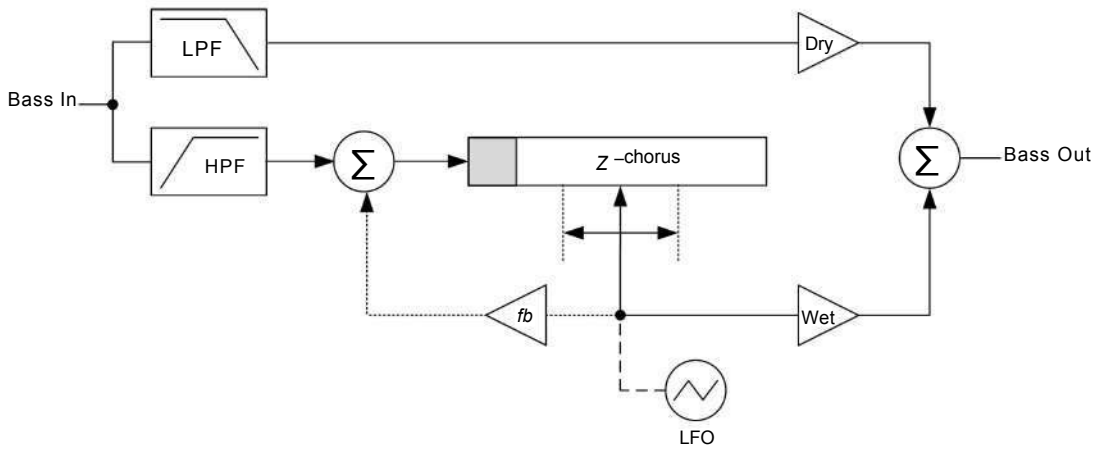 LPF
Dry
Bass In
HPF
Σ
z –chorus
Σ
Bass Out
fb
Wet
LFO